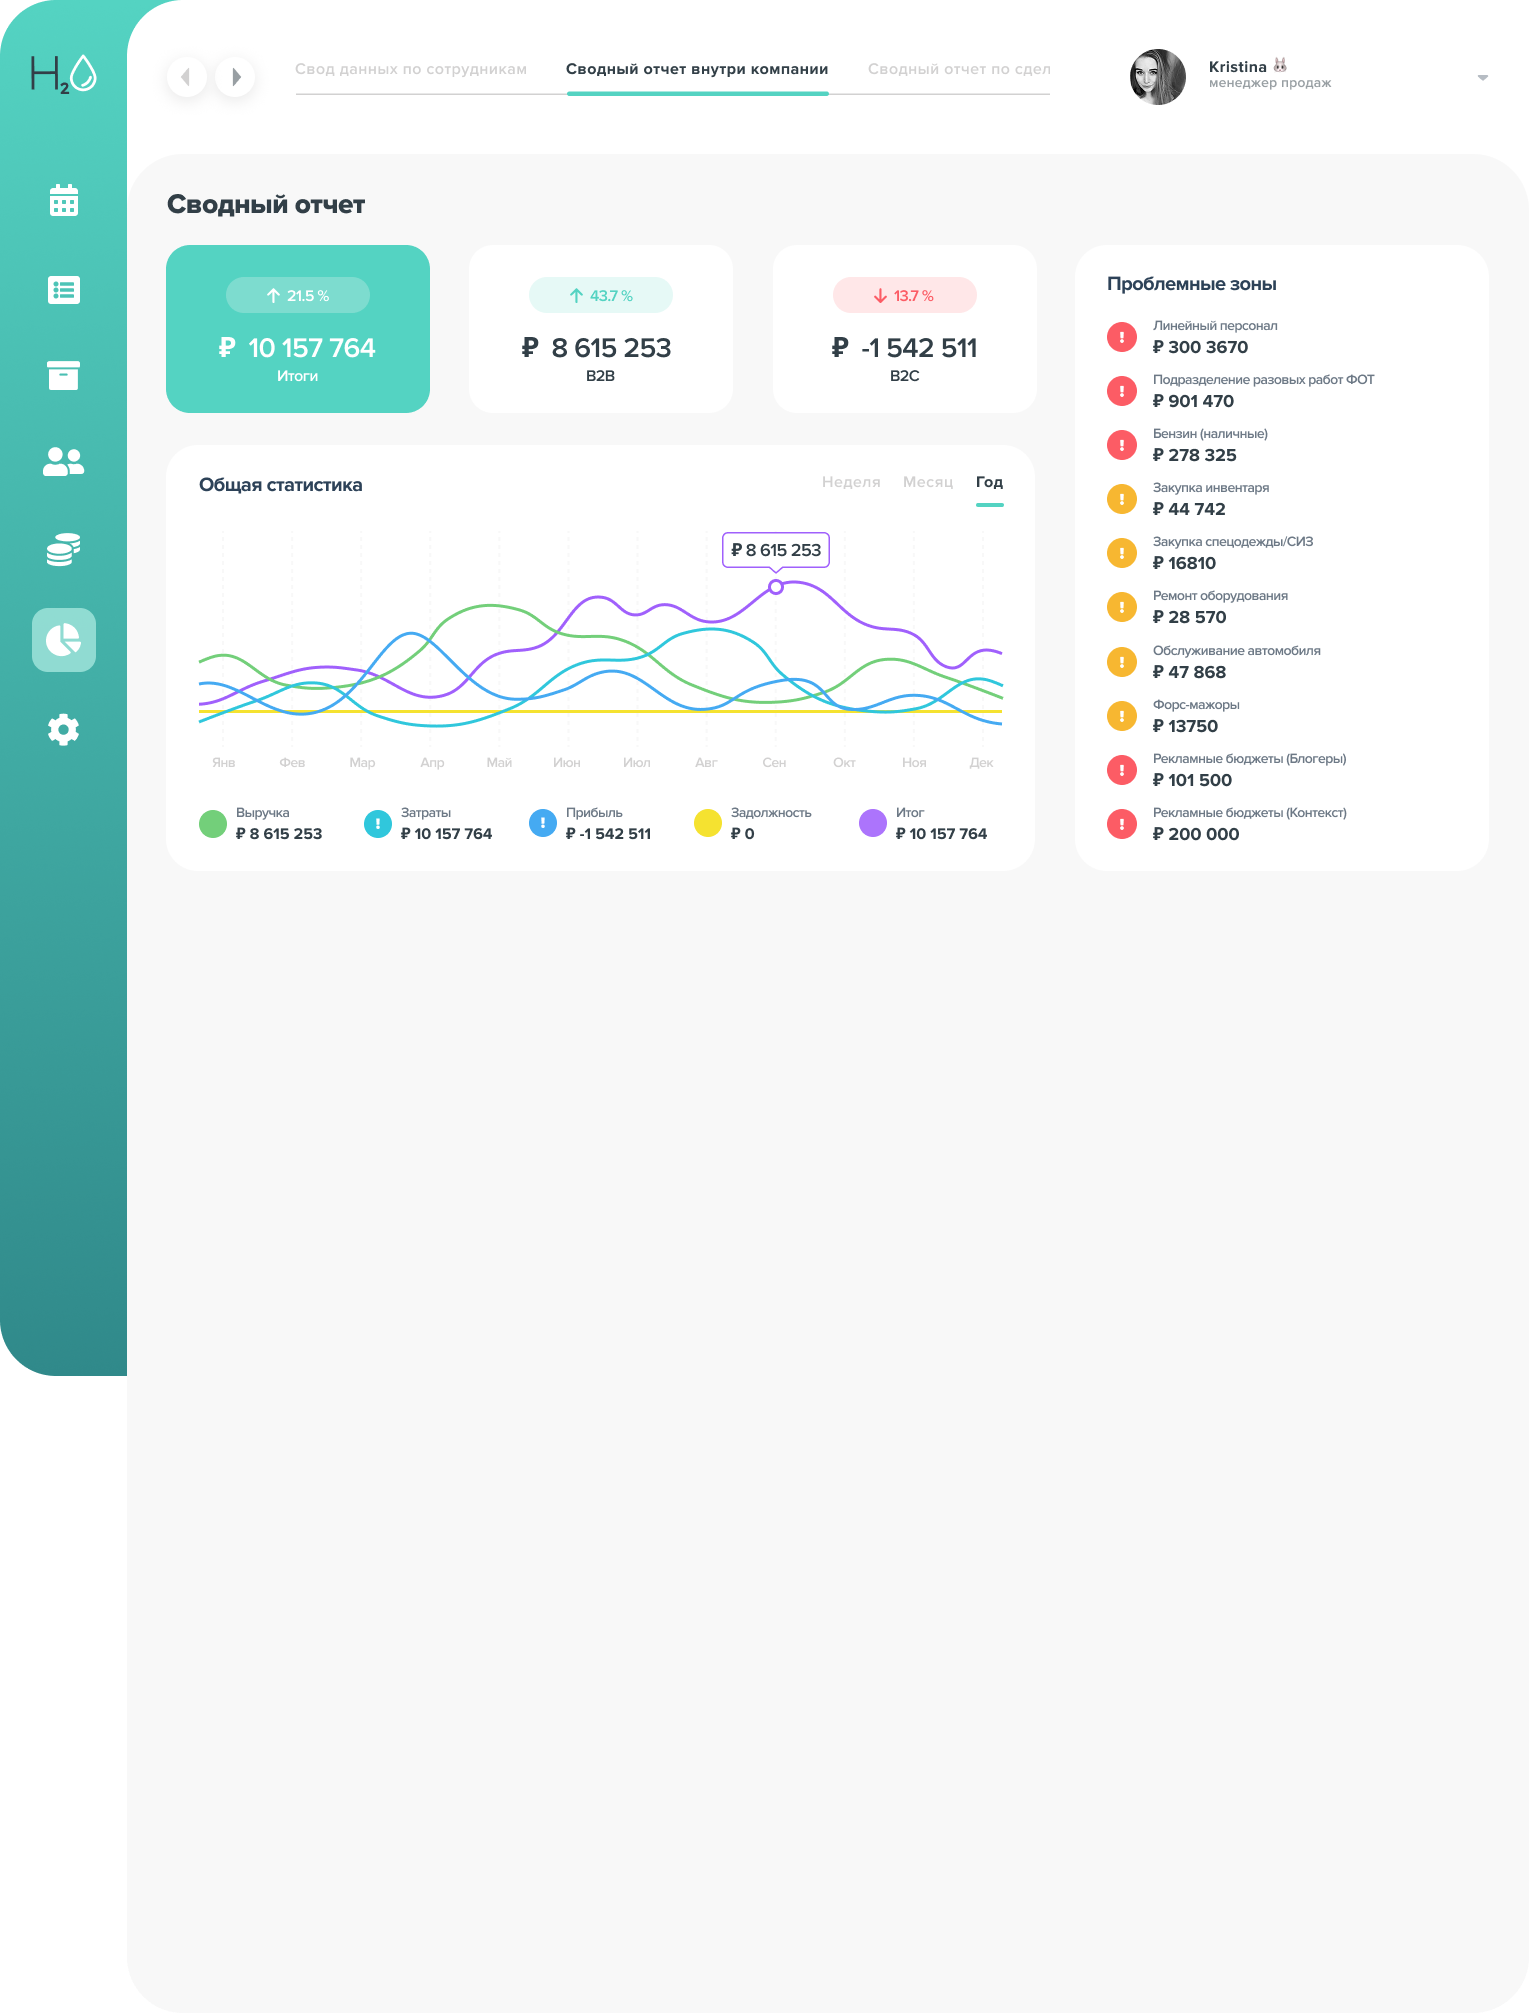 H2
Свод данных по сотрудникам
Сводный отчет внутри компании
Сводный отчет по сдел
Kristina 🐰
менеджер продаж
Сводный отчет
21.5 %
₽ 10 157 764
Итоги
43.7 %
₽ 8 615 253
B2B
13.7 %
₽ -1 542 511
B2C
Общая статистика
Неделя
Месяц
Год
₽ 8 615 253
Янв
Фев
Мар
Апр
Май
Июн
Июл
Авг
Сен
Окт
Ноя
Дек
Выручка
₽ 8 615 253
Затраты
₽ 10 157 764
Прибыль
₽ -1 542 511
Задолжность
₽ 0
Итог
₽ 10 157 764
Проблемные зоны
Линейный персонал
₽ 300 3670
Подразделение разовых работ ФОТ
₽ 901 470
Бензин (наличные)
₽ 278 325
Закупка инвентаря
₽ 44 742
Закупка спецодежды/СИЗ
₽ 16810
Ремонт оборудования
₽ 28 570
Обслуживание автомобиля
₽ 47 868
Форс-мажоры
₽ 13750
Рекламные бюджеты (Блогеры)
₽ 101 500
Рекламные бюджеты (Контекст)
₽ 200 000